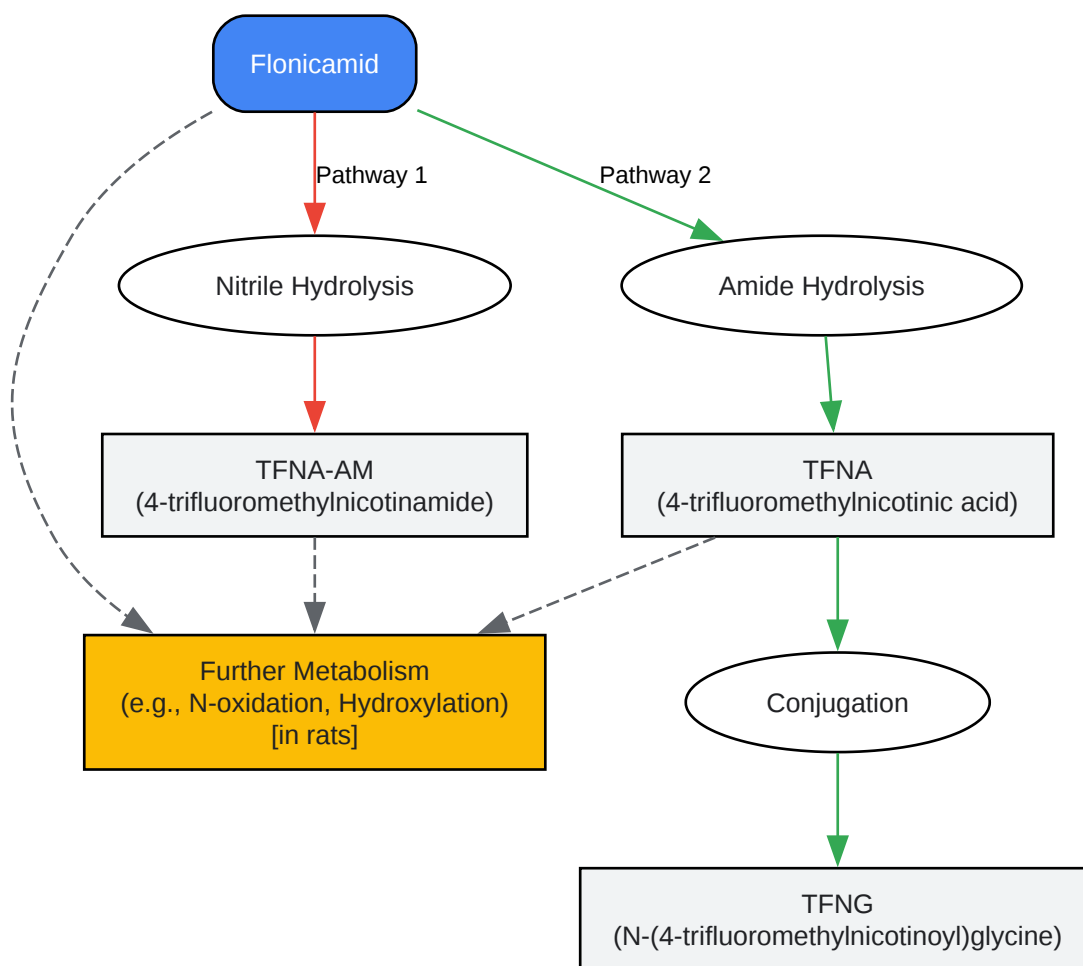 Flonicamid
Pathway 1
Pathway 2
Nitrile Hydrolysis
Amide Hydrolysis
TFNA-AM
(4-trifluoromethylnicotinamide)
TFNA
(4-trifluoromethylnicotinic acid)
Further Metabolism
(e.g., N-oxidation, Hydroxylation)
[in rats]
Conjugation
TFNG
(N-(4-trifluoromethylnicotinoyl)glycine)